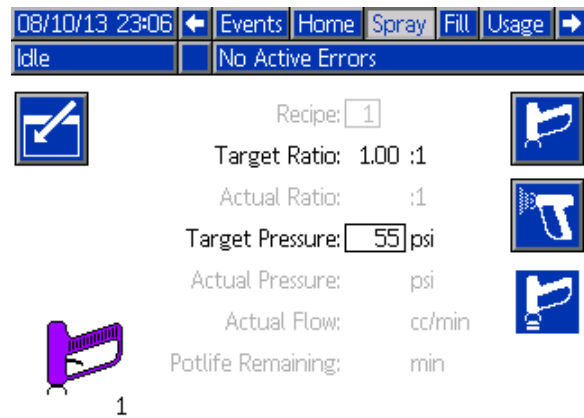 08/10/13 23:06 Events Home Spray Fill Usage
Idle No Active Errors
Recipe: 1
Target Ratio: 1.00 :1
Actual Ratio: :1
Target Pressure: 55 psi
Actual Pressure: psi
Actual Flow: cc/min
Potlife Remaining: min
1